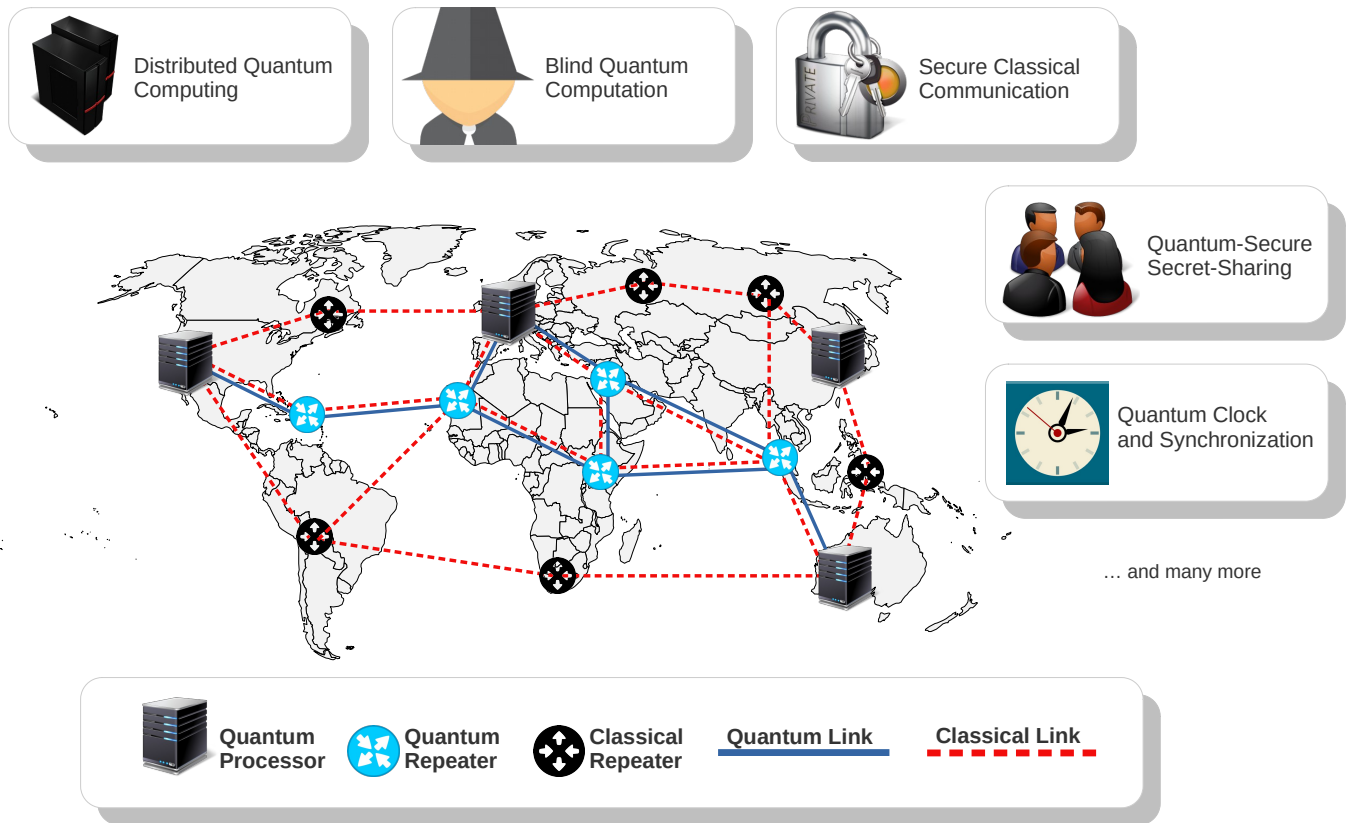 Distributed Quantum
Computing
Blind Quantum
Computation
PRIVATE
Secure Classical
Communication
Quantum-Secure
Secret-Sharing
Quantum Clock
and Synchronization
… and many more
Quantum
Processor
Quantum
Repeater
Classical
Repeater
Quantum Link
Classical Link